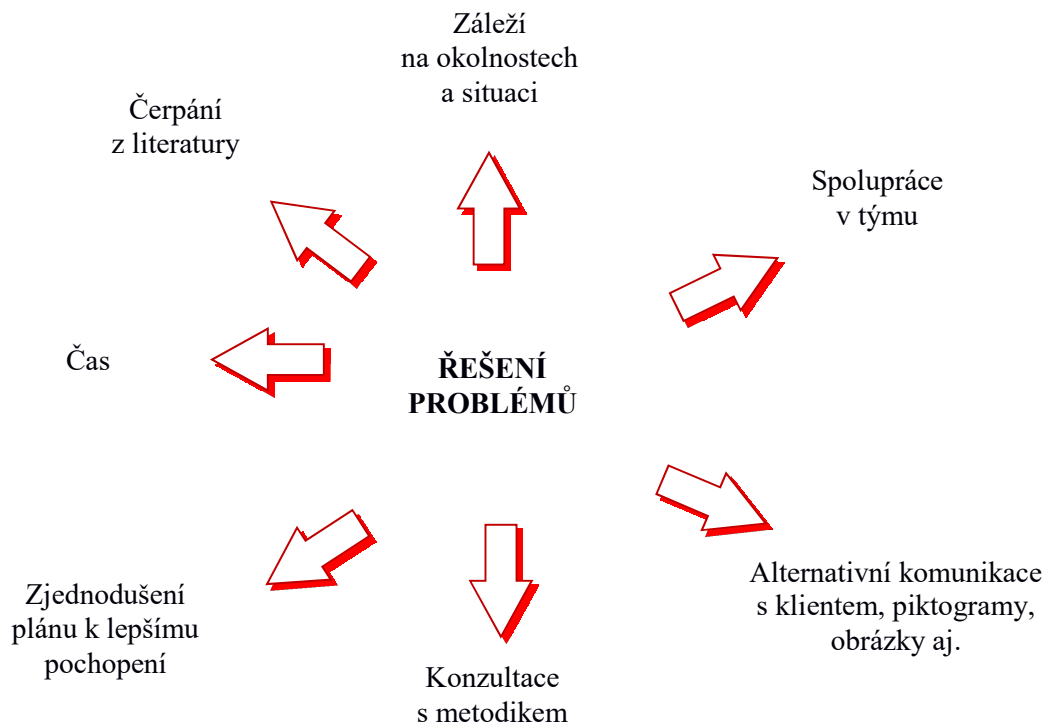 Záleží
na okolnostech
a situaci
Čerpání
z literatury
Spolupráce
v týmu
Čas
ŘEŠENÍ
PROBLÉMŮ
Zjednodušení
plánu k lepšímu
pochopení
Alternativní komunikace
s klientem, piktogramy,
obrázky aj.
Konzultace
s metodikem